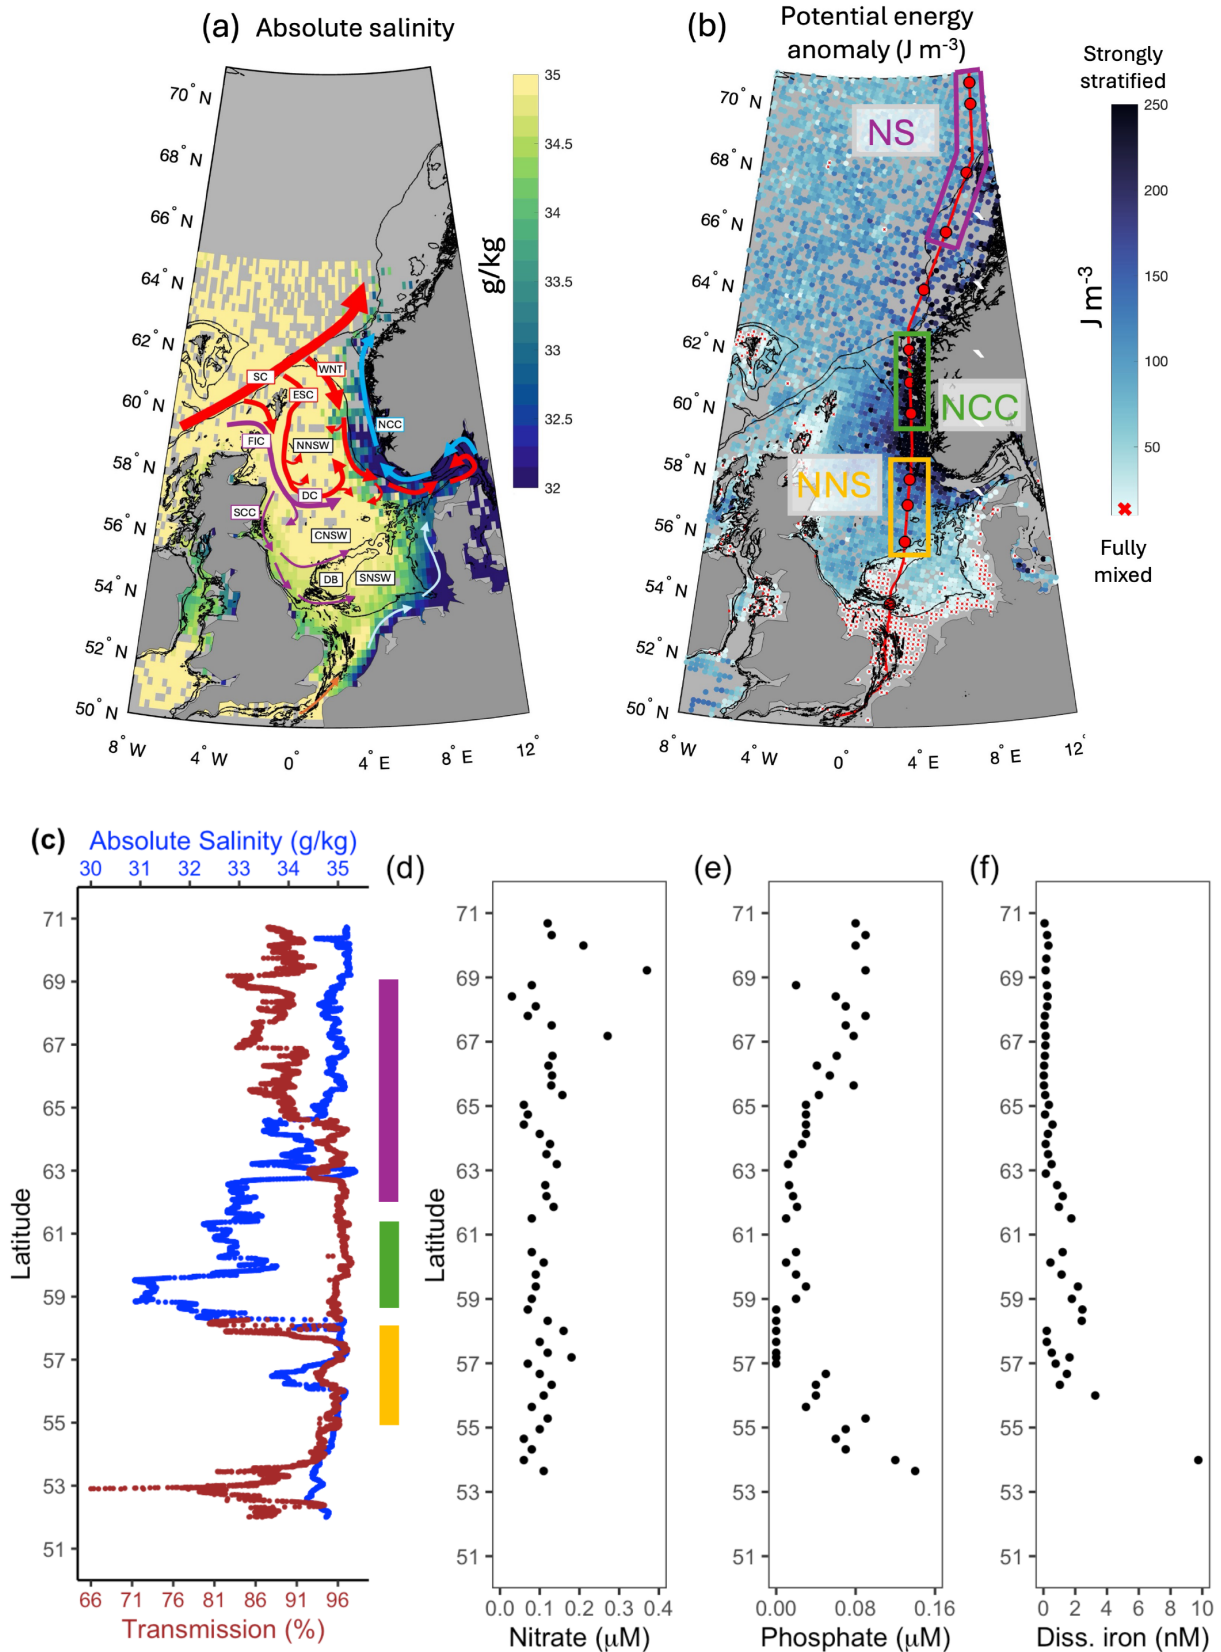 (a) Absolute salinity
70° N
68° N
66° N
64° N
62° N
60° N
58° N
56° N
54° N
52° N
50° N
8° W
4° W
0°
4° E
8° E
12°
SC
WNT
ESC
NCC
FIC
NNSW
DC
SCC
CNSW
DB
SNSW
35
34.5
34
33.5
33
32.5
32
g/kg
(b)
Potential energy
anomaly (J m-3)
70° N
68° N
66° N
64° N
62° N
60° N
58° N
56° N
54° N
52° N
50° N
8° W
4° W
0°
4° E
8° E
12°
NS
NCC
NNS
Strongly
stratified
250
200
150
100
50
J m-3
Fully
mixed
(c) Absolute Salinity (g/kg)
30 31 32 33 34 35
71
69
67
65
63
61
59
57
55
53
51
Latitude
66 71 76 81 86 91 96
Transmission (%)
(d)
71
69
67
65
63
61
59
57
55
53
51
Latitude
0.0 0.1 0.2 0.3 0.4
Nitrate (μM)
(e)
71
69
67
65
63
61
59
57
55
53
51
0.00 0.08 0.16
Phosphate (μM)
(f)
71
69
67
65
63
61
59
57
55
53
51
0 2 4 6 8 10
Diss. iron (nM)